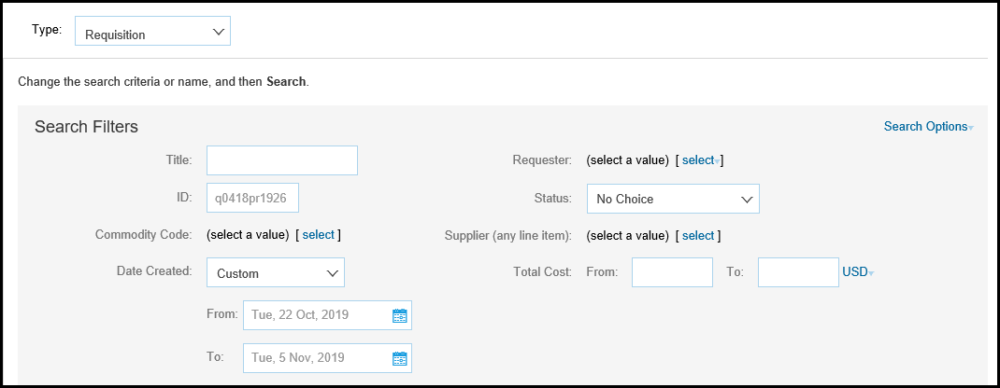 Type: Requisition
Change the search criteria or name, and then Search.
Search Filters Search Options
Title: Requester: (select a value) [ select ]
ID: q0418pr1926 Status: No Choice
Commodity Code: (select a value) [ select ] Supplier (any line item): (select a value) [ select ]
Date Created: Custom Total Cost: From: To: USD
From: Tue, 22 Oct, 2019
To: Tue, 5 Nov, 2019